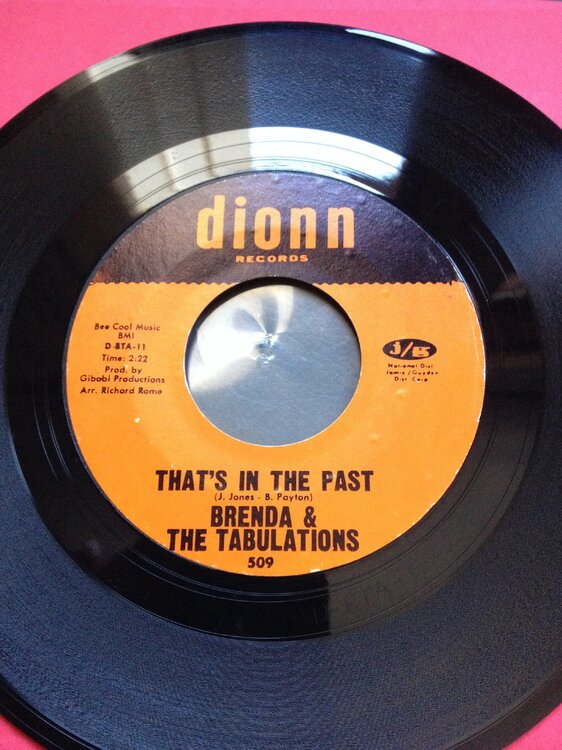 dionn
RECORDS
Bee Cool Music
BMI
D-BTA-11
Time: 2:22
Prod. by
Gibobi Productions
Arr. Richard Rome
J/G
National Dist
Jamie/Guyden
Dist Corp
THAT'S IN THE PAST
(J. Jones - B. Payton)
BRENDA &
THE TABULATIONS
509